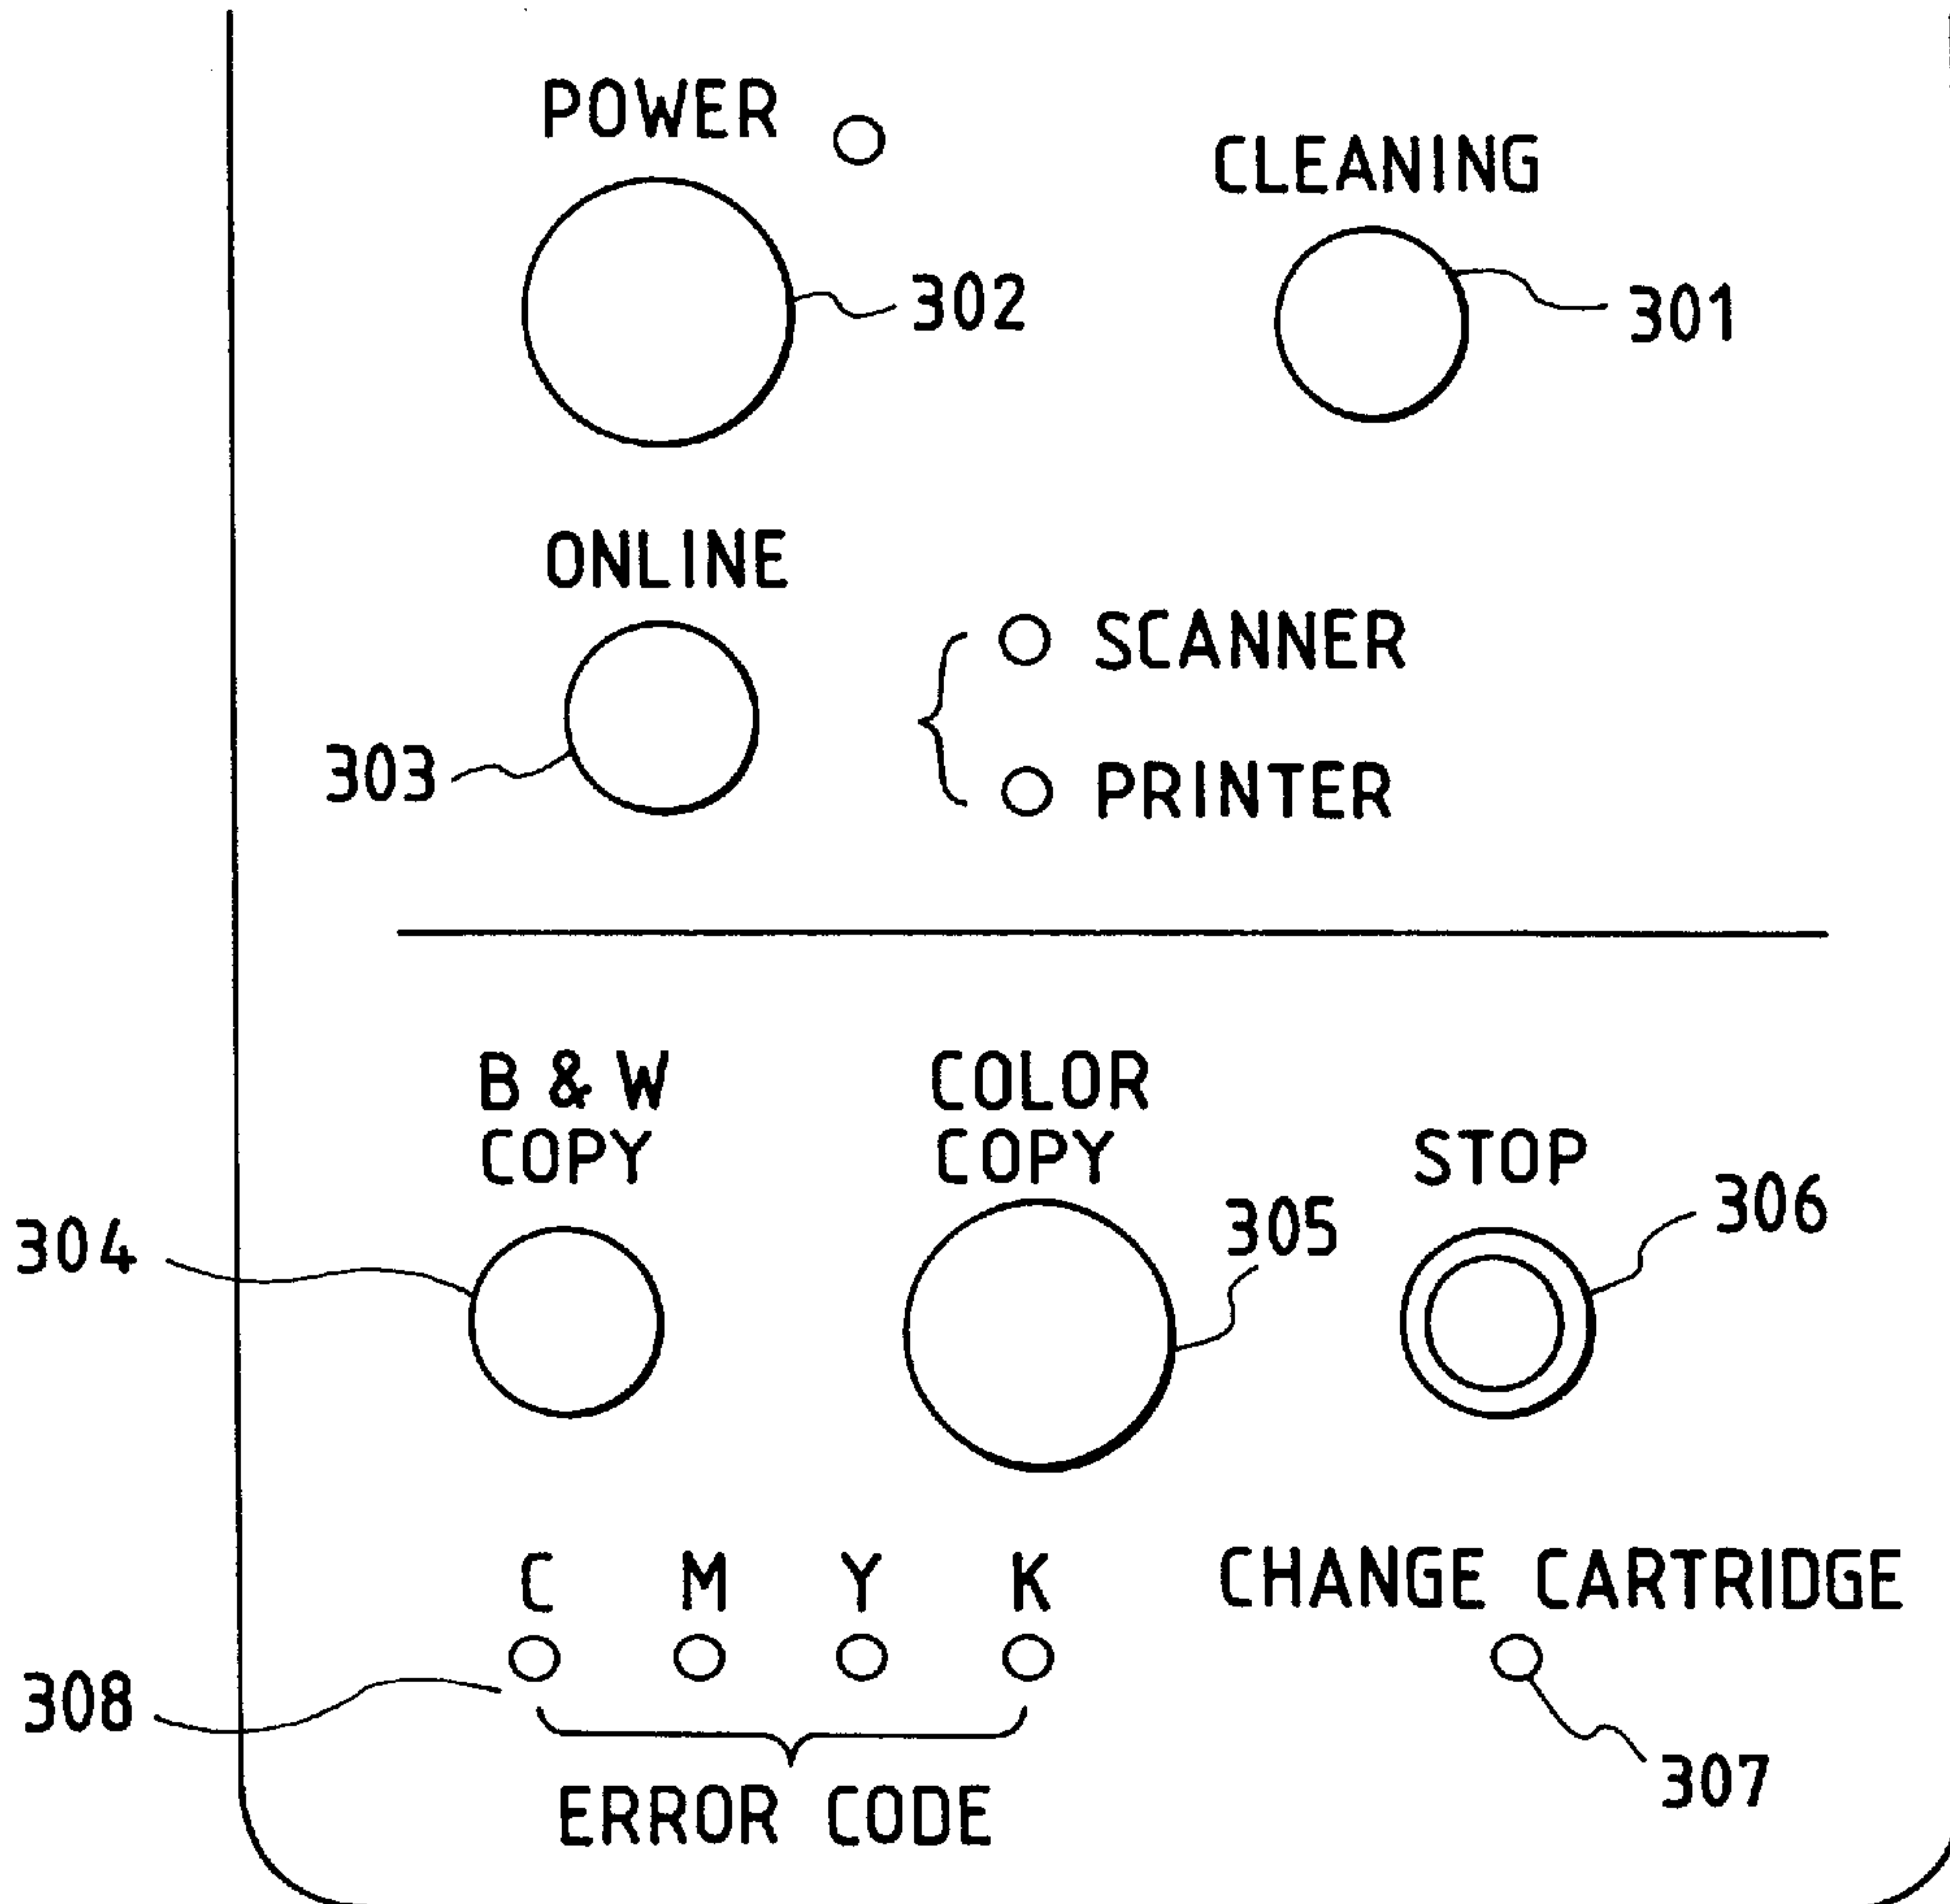 POWER
CLEANING
302
301
ONLINE
SCANNER
303
PRINTER
B & W COLOR
COPY COPY STOP
304
305
306
C M Y K CHANGE CARTRIDGE
308
307
ERROR CODE